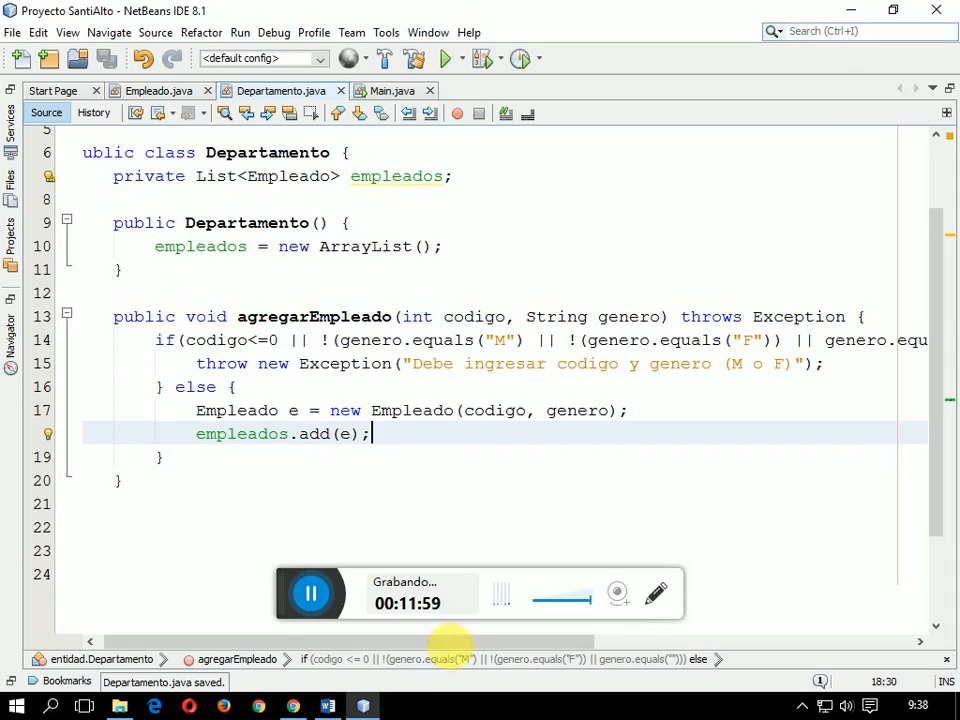 Proyecto SantiAlto - NetBeans IDE 8.1
File Edit View Navigate Source Refactor Run Debug Profile Team Tools Window Help
Search (Ctrl+I)
<default config>
Start Page Empleado.java Departamento.java Main.java
Source History
Services
Files
Projects
Navigator
5
6 ublic class Departamento {
7 private List<Empleado> empleados;
8
9 public Departamento() {
10 empleados = new ArrayList();
11 }
12
13 public void agregarEmpleado(int codigo, String genero) throws Exception {
14 if(codigo<=0 || !(genero.equals("M") || !(genero.equals("F")) || genero.equ
15 throw new Exception("Debe ingresar codigo y genero (M o F)");
16 } else {
17 Empleado e = new Empleado(codigo, genero);
18 empleados.add(e);
19 }
20 }
21
22
23
24
Grabando...
00:11:59
entidad.Departamento agregarEmpleado if (codigo <= 0 || !(genero.equals("M") || !(genero.equals("F")) || genero.equals(""))) else
Bookmarks Departamento.java saved. 1 18:30 INS
9:38